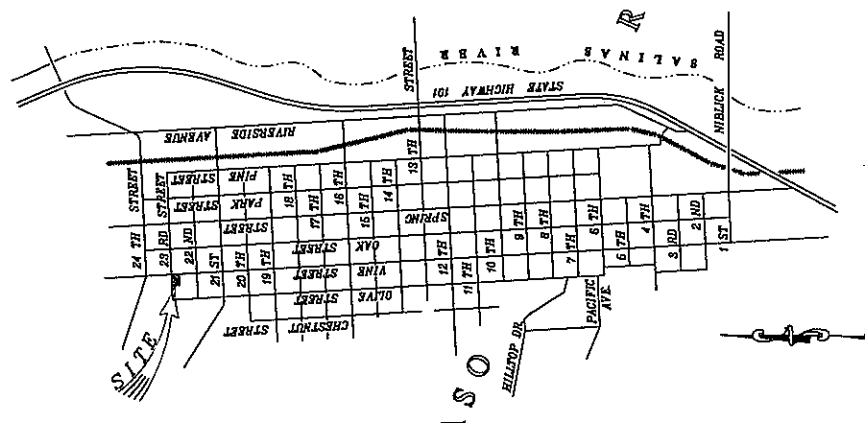 R
SALINAS RIVER
STATE HIGHWAY 101
NIBLICK ROAD
13 TH STREET
RIVERSIDE AVENUE
PINE STREET
PARK STREET
SPRING STREET
OAK STREET
VINE STREET
OLIVE STREET
CHESTNUT STREET
24 TH STREET
23 RD STREET
22 ND
21 ST
20 TH
19 TH
18 TH
17 TH
16 TH
15 TH
14 TH
12 TH
11 TH
10 TH
9 TH
8 TH
7 TH
6 TH
5 TH
4 TH
3 RD
2 ND
1 ST
PACIFIC AVE.
HILLTOP DR
SITE
SO